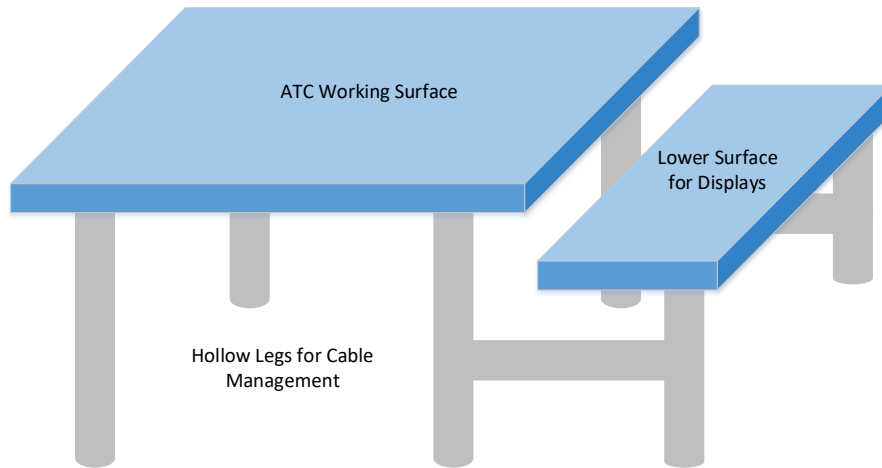 ATC Working Surface
Lower Surface
for Displays
Hollow Legs for Cable
Management